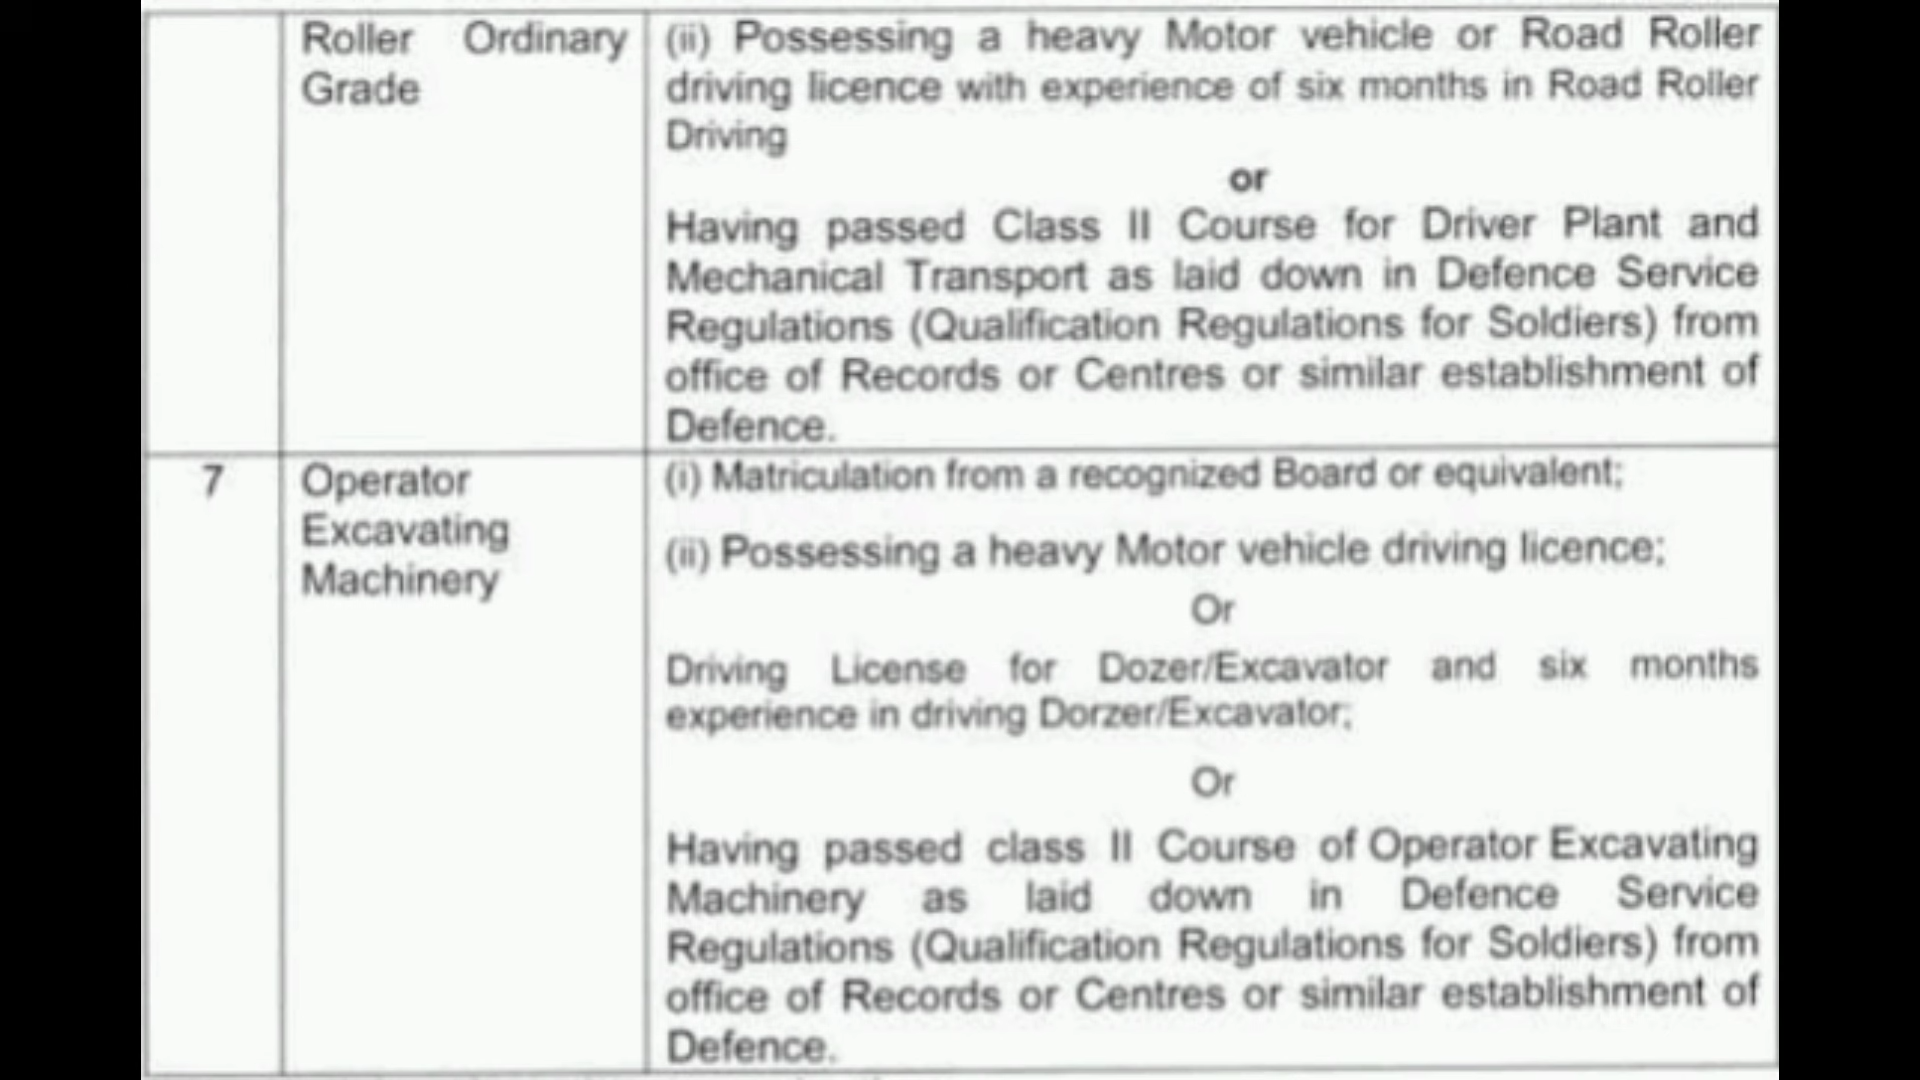 Roller Ordinary
Grade
(ii) Possessing a heavy Motor vehicle or Road Roller
driving licence with experience of six months in Road Roller
Driving
or
Having passed Class II Course for Driver Plant and
Mechanical Transport as laid down in Defence Service
Regulations (Qualification Regulations for Soldiers) from
office of Records or Centres or similar establishment of
Defence.
7
Operator
Excavating
Machinery
(i) Matriculation from a recognized Board or equivalent;
(ii) Possessing a heavy Motor vehicle driving licence;
Or
Driving License for Dozer/Excavator and six months
experience in driving Dorzer/Excavator;
Or
Having passed class II Course of Operator Excavating
Machinery as laid down in Defence Service
Regulations (Qualification Regulations for Soldiers) from
office of Records or Centres or similar establishment of
Defence.